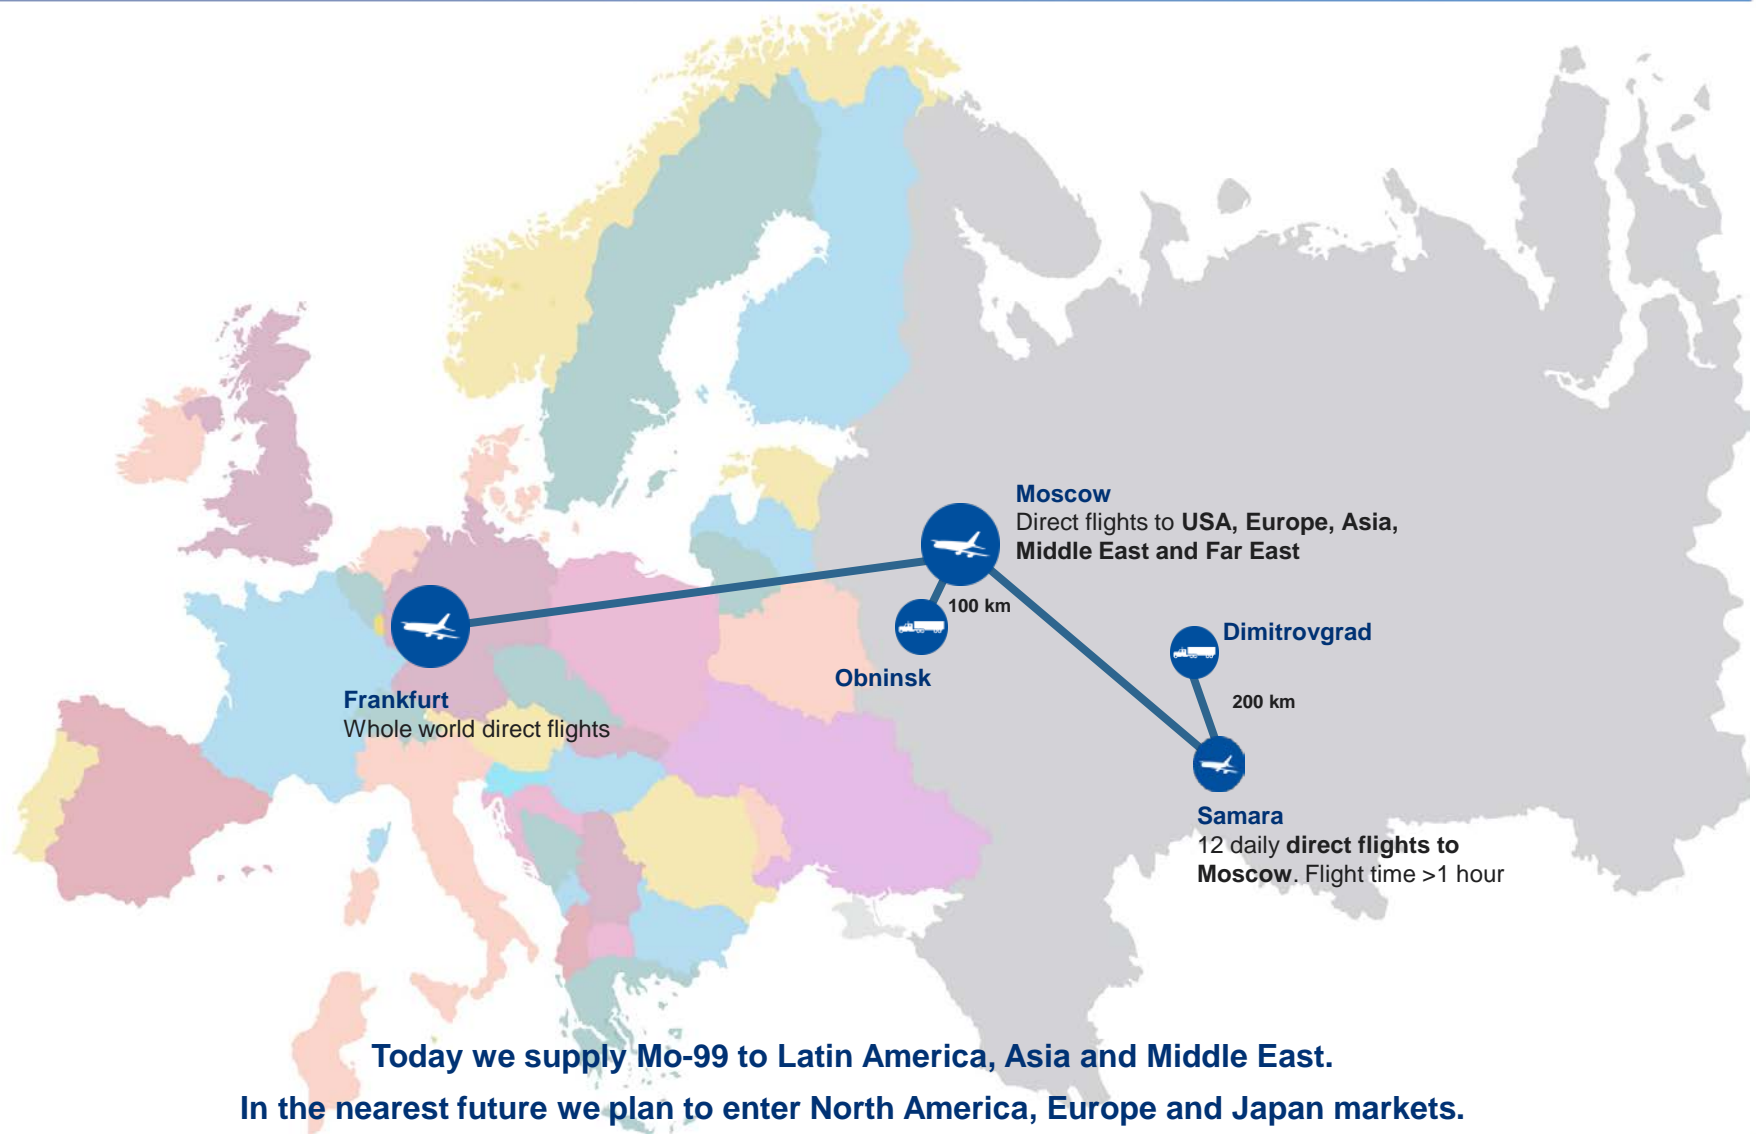 Moscow
Direct flights to USA, Europe, Asia,
Middle East and Far East
100 km
Obninsk
Dimitrovgrad
200 km
Frankfurt
Whole world direct flights
Samara
12 daily direct flights to
Moscow. Flight time >1 hour
Today we supply Mo-99 to Latin America, Asia and Middle East.
In the nearest future we plan to enter North America, Europe and Japan markets.